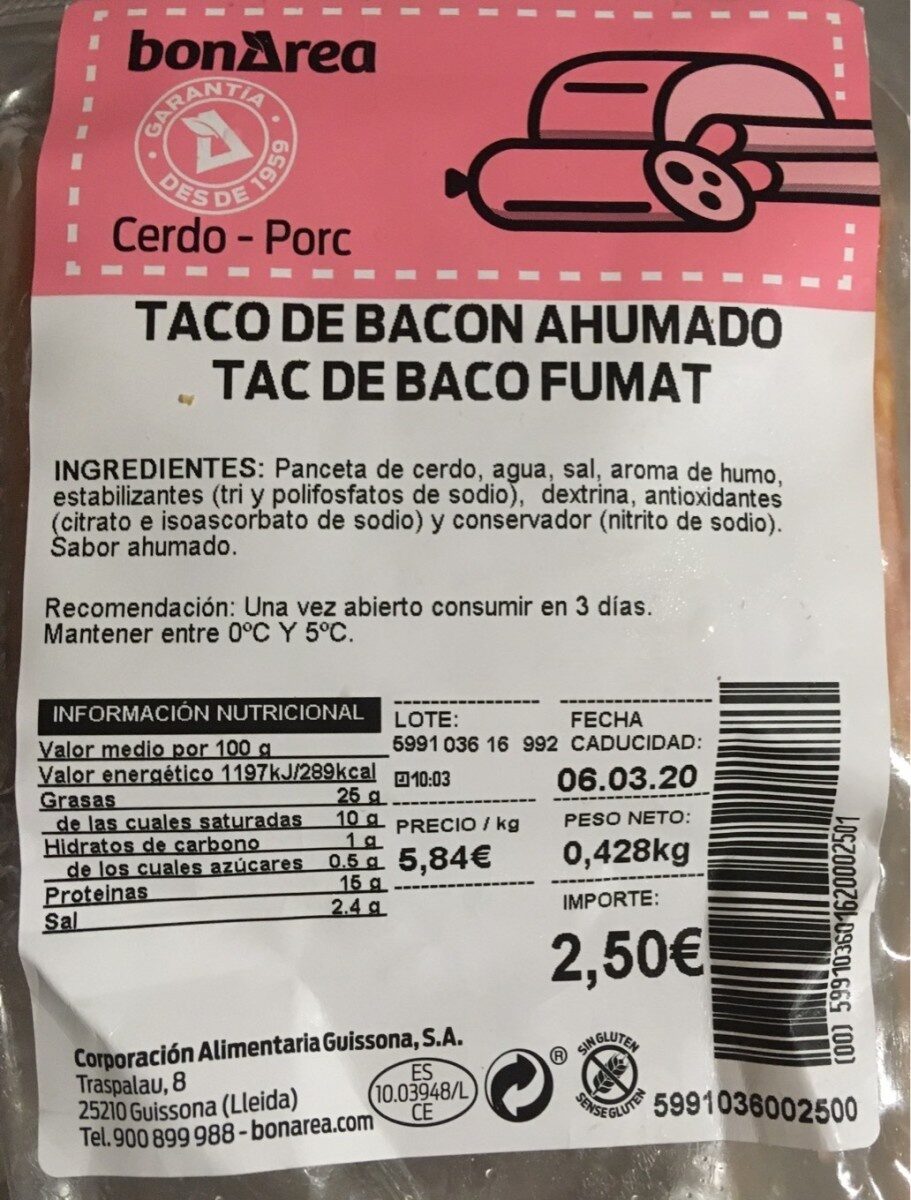 bonÀrea
GARANTÍA
DESDE 1959
Cerdo - Porc
TACO DE BACON AHUMADO
TAC DE BACO FUMAT
INGREDIENTES: Panceta de cerdo, agua, sal, aroma de humo,
estabilizantes (tri y polifosfatos de sodio), dextrina, antioxidantes
(citrato e isoascorbato de sodio) y conservador (nitrito de sodio).
Sabor ahumado.
Recomendación: Una vez abierto consumir en 3 días.
Mantener entre 0ºC Y 5ºC.
INFORMACIÓN NUTRICIONAL
Valor medio por 100 g
Valor energético 1197kJ/289kcal
Grasas 25 g
de las cuales saturadas 10 g
Hidratos de carbono 1 g
de los cuales azúcares 0.5 g
Proteinas 15 g
Sal 2.4 g
LOTE:
5991 036 16 992
10:03
PRECIO / kg
5,84€
FECHA
CADUCIDAD:
06.03.20
PESO NETO:
0,428kg
IMPORTE:
2,50€
(00) 599103601620002501
Corporación Alimentaria Guissona, S.A.
Traspalau, 8
25210 Guissona (Lleida)
Tel. 900 899 988 - bonarea.com
ES
10.03948/L
CE
®
SIN GLUTEN
SENSE GLUTEN
5991036002500